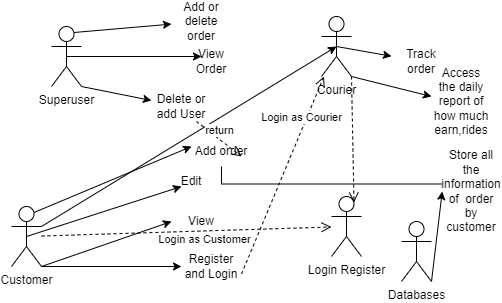 Add or
delete
order
View
Order
Superuser
Delete or
add User
Track
order
Courier
Access
the daily
report of
how much
earn,rides
Login as Courier
return
Add order
Store all
the
information
of order
by
customer
Edit
View
Login as Customer
Register
and Login
Customer
Login Register
Databases